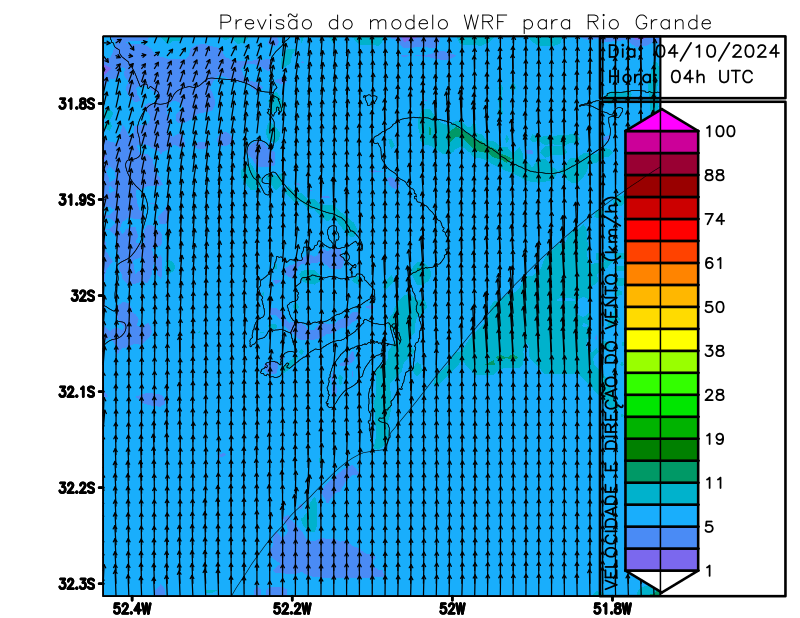 Previsão do modelo WRF para Rio Grande
Dia: 04/10/2024
Hora: 04h UTC
VELOCIDADE E DIREÇÃO DO VENTO (km/h)
100
88
74
61
50
38
28
19
11
5
1
31.8S
31.9S
32S
32.1S
32.2S
32.3S
52.4W
52.2W
52W
51.8W